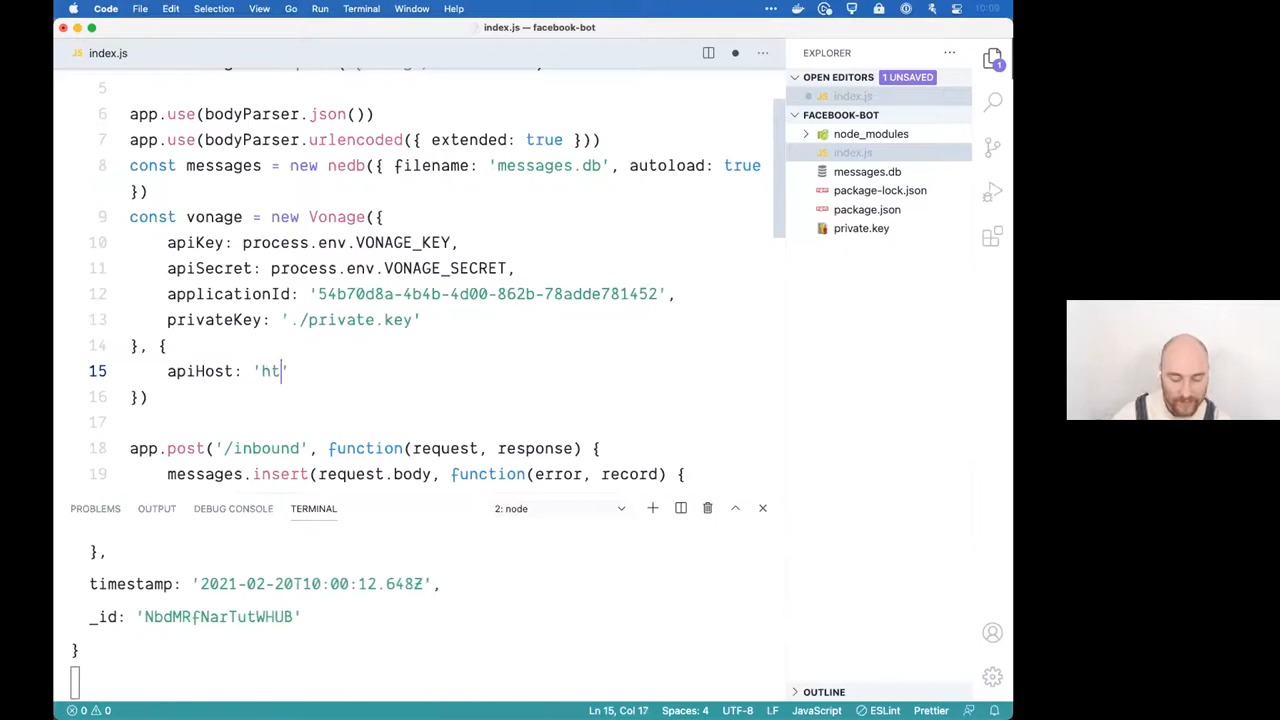 Code File Edit Selection View Go Run Terminal Window Help 10:09
index.js — facebook-bot
JS index.js
EXPLORER
OPEN EDITORS 1 UNSAVED
JS index.js
FACEBOOK-BOT
node_modules
JS index.js
messages.db
package-lock.json
package.json
private.key
1
5
6 app.use(bodyParser.json())
7 app.use(bodyParser.urlencoded({ extended: true }))
8 const messages = new nedb({ filename: 'messages.db', autoload: true
})
9 const vonage = new Vonage({
10 apiKey: process.env.VONAGE_KEY,
11 apiSecret: process.env.VONAGE_SECRET,
12 applicationId: '54b70d8a-4b4b-4d00-862b-78adde781452',
13 privateKey: './private.key'
14 }, {
15 apiHost: 'ht'
16 })
17
18 app.post('/inbound', function(request, response) {
19 messages.insert(request.body, function(error, record) {
PROBLEMS OUTPUT DEBUG CONSOLE TERMINAL 2: node
},
timestamp: '2021-02-20T10:00:12.648Z',
_id: 'NbdMRfNarTutWHUB'
}
OUTLINE
0 0 Ln 15, Col 17 Spaces: 4 UTF-8 LF JavaScript ESLint Prettier